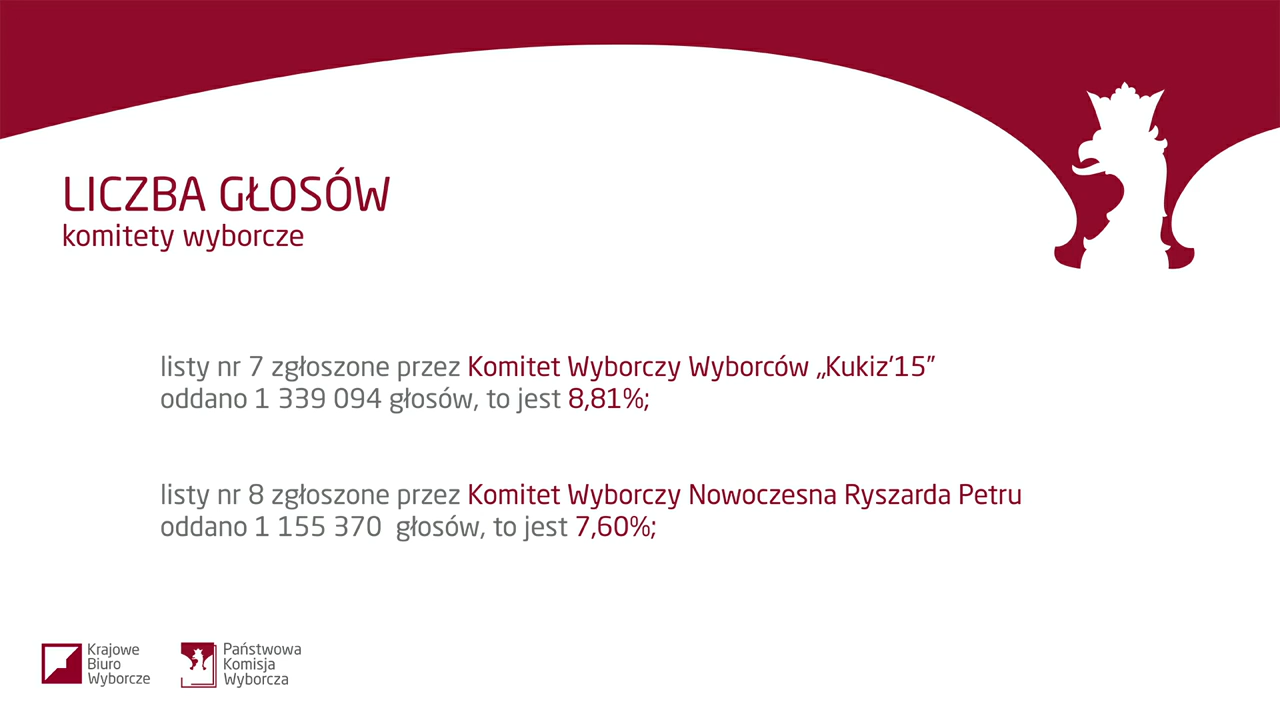 LICZBA GŁOSÓW
komitety wyborcze
listy nr 7 zgłoszone przez Komitet Wyborczy Wyborców „Kukiz’15”
oddano 1 339 094 głosów, to jest 8,81%;
listy nr 8 zgłoszone przez Komitet Wyborczy Nowoczesna Ryszarda Petru
oddano 1 155 370 głosów, to jest 7,60%;
Krajowe
Biuro
Wyborcze
Państwowa
Komisja
Wyborcza